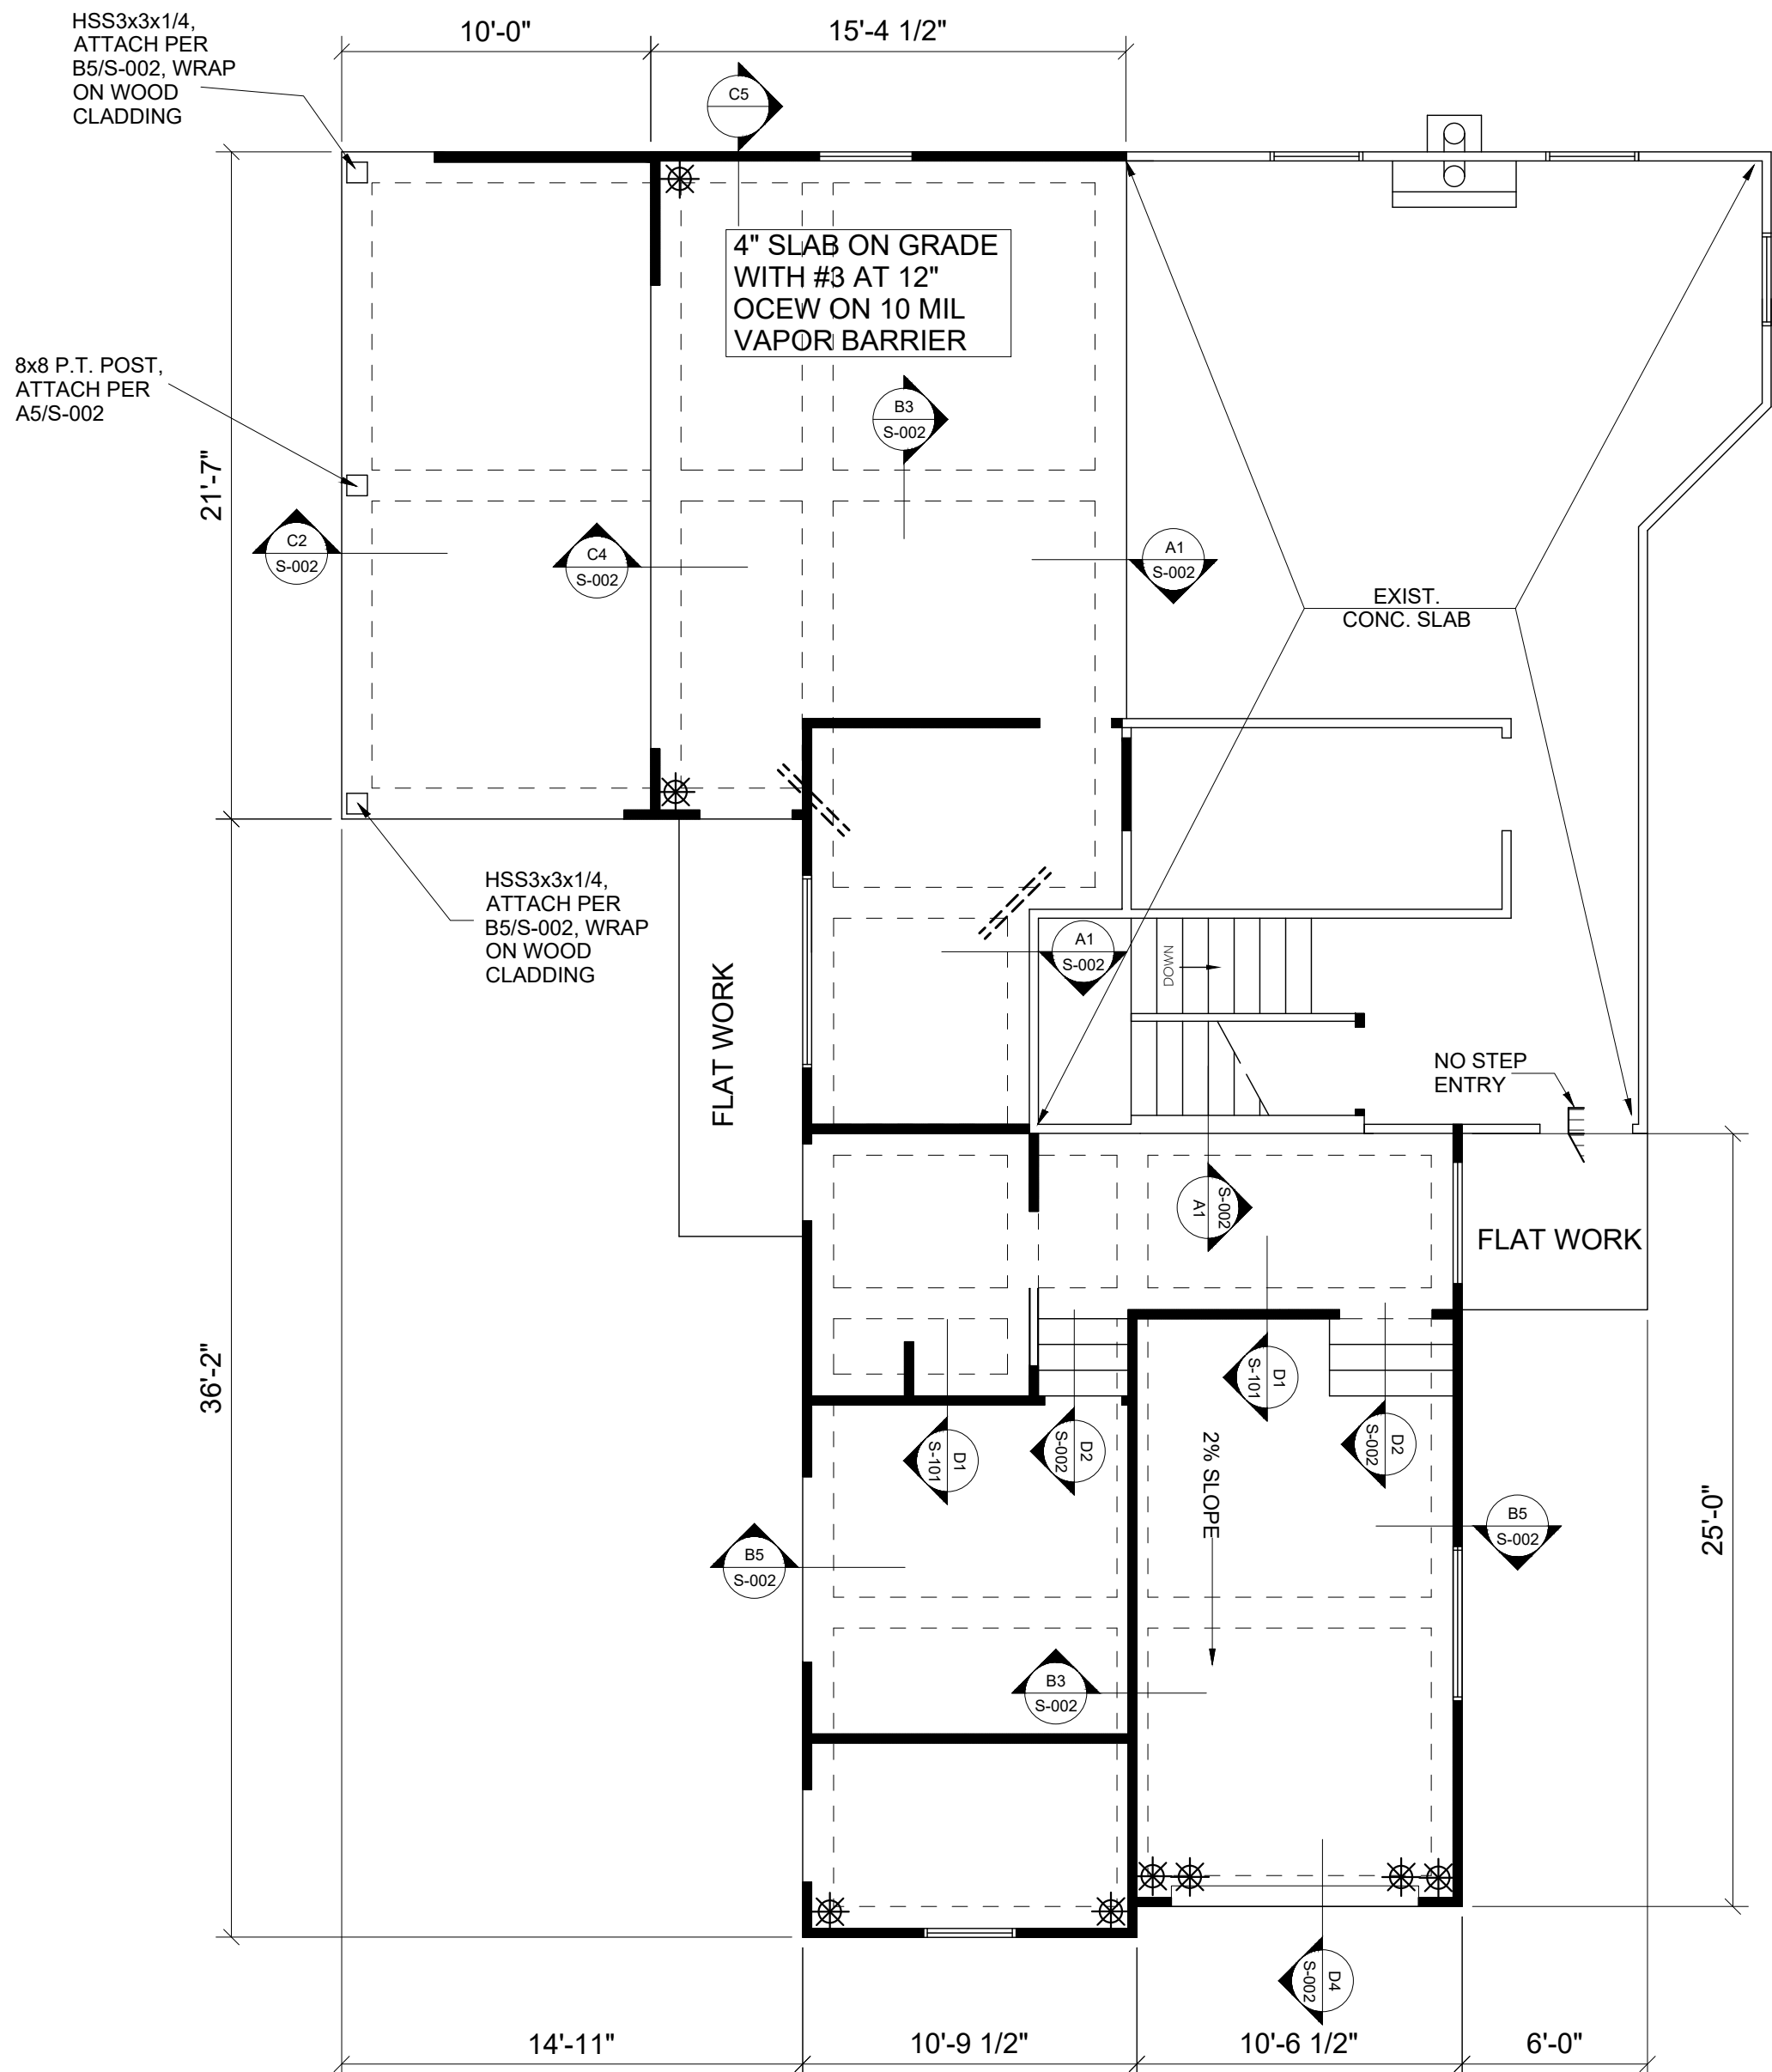 HSS3x3x1/4,
ATTACH PER
B5/S-002, WRAP
ON WOOD
CLADDING
10'-0"
15'-4 1/2"
C5
4" SLAB ON GRADE
WITH #3 AT 12"
OCEW ON 10 MIL
VAPOR BARRIER
8x8 P.T. POST,
ATTACH PER
A5/S-002
B3
S-002
21'-7"
C2
S-002
C4
S-002
A1
S-002
EXIST.
CONC. SLAB
HSS3x3x1/4,
ATTACH PER
B5/S-002, WRAP
ON WOOD
CLADDING
FLAT WORK
A1
S-002
DOWN
NO STEP
ENTRY
A1
S-002
FLAT WORK
36'-2"
D1
S-101
D1
S-101
D2
S-002
D2
S-002
2% SLOPE
25'-0"
B5
S-002
B5
S-002
B3
S-002
D4
S-002
14'-11"
10'-9 1/2"
10'-6 1/2"
6'-0"